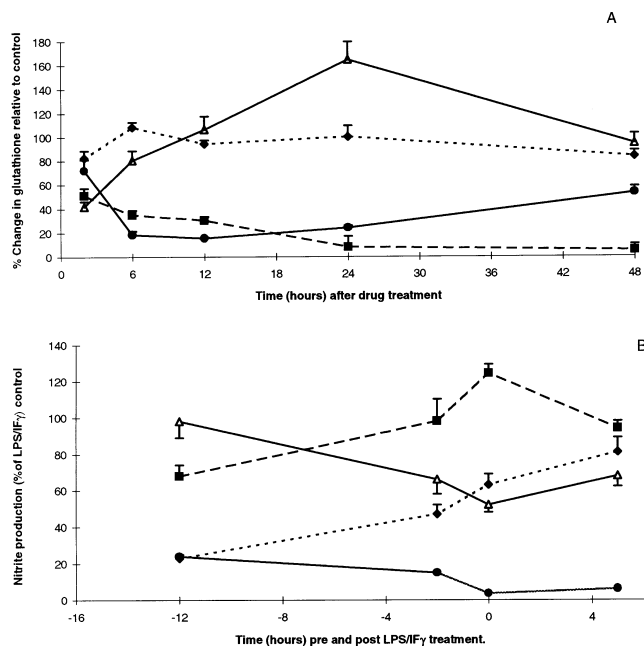 A
% Change in glutathione relative to control
180
160
140
120
100
80
60
40
20
0
0 6 12 18 24 30 36 42 48
Time (hours) after drug treatment
B
Nitrite production (% of LPS/IFγ) control
140
120
100
80
60
40
20
0
-16 -12 -8 -4 0 4
Time (hours) pre and post LPS/IFγ treatment.